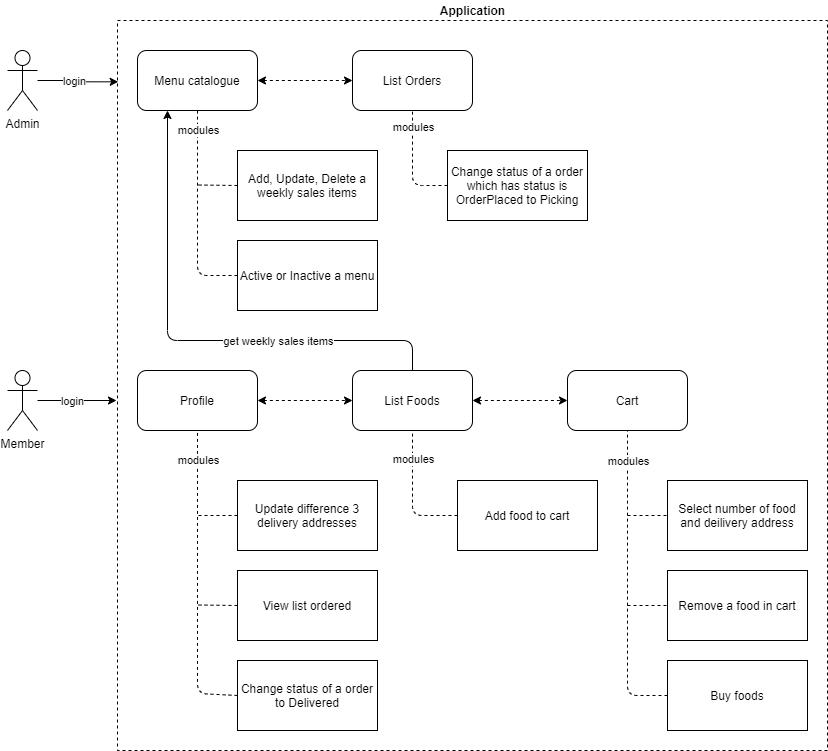 Application
login
Admin
Menu catalogue
List Orders
modules
modules
Add, Update, Delete a
weekly sales items
Change status of a order
which has status is
OrderPlaced to Picking
Active or Inactive a menu
get weekly sales items
login
Member
Profile
List Foods
Cart
modules
modules
modules
Update difference 3
delivery addresses
Add food to cart
Select number of food
and deilivery address
View list ordered
Remove a food in cart
Change status of a order
to Delivered
Buy foods